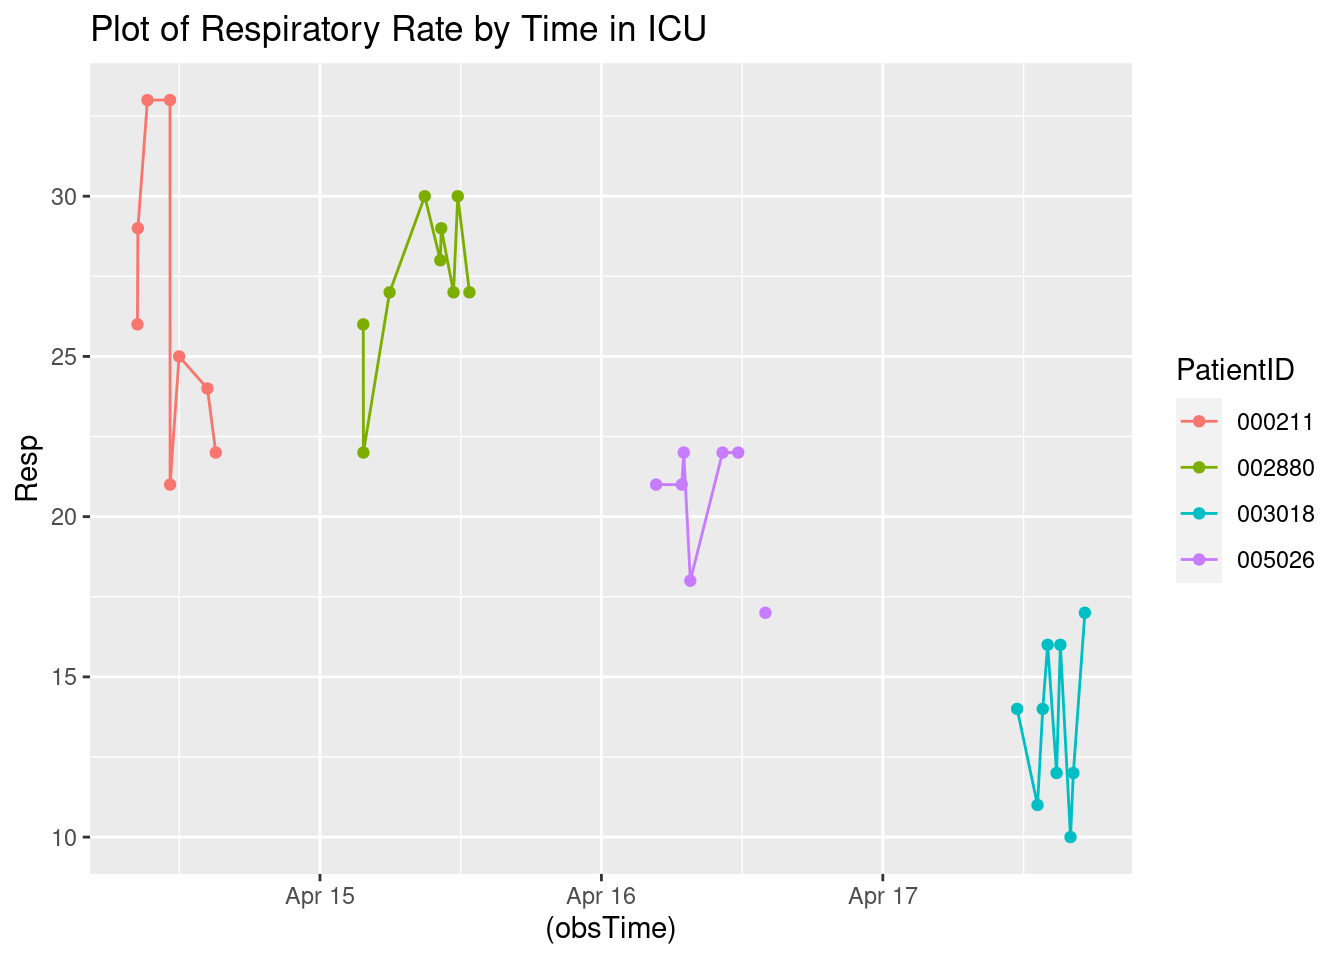 Plot of Respiratory Rate by Time in ICU
Resp
30
25
20
15
10
Apr 15
Apr 16
Apr 17
(obsTime)
PatientID
000211
002880
003018
005026